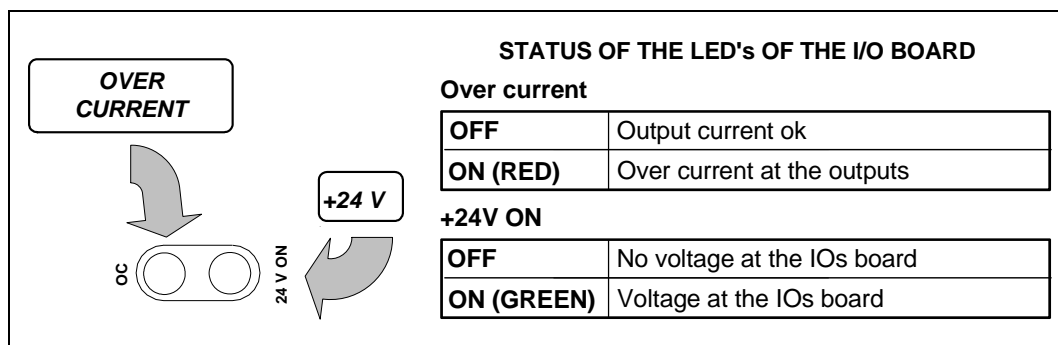 OVER
CURRENT
+24 V
OC
24 V ON
STATUS OF THE LED's OF THE I/O BOARD
Over current
OFF Output current ok
ON (RED) Over current at the outputs
+24V ON
OFF No voltage at the IOs board
ON (GREEN) Voltage at the IOs board